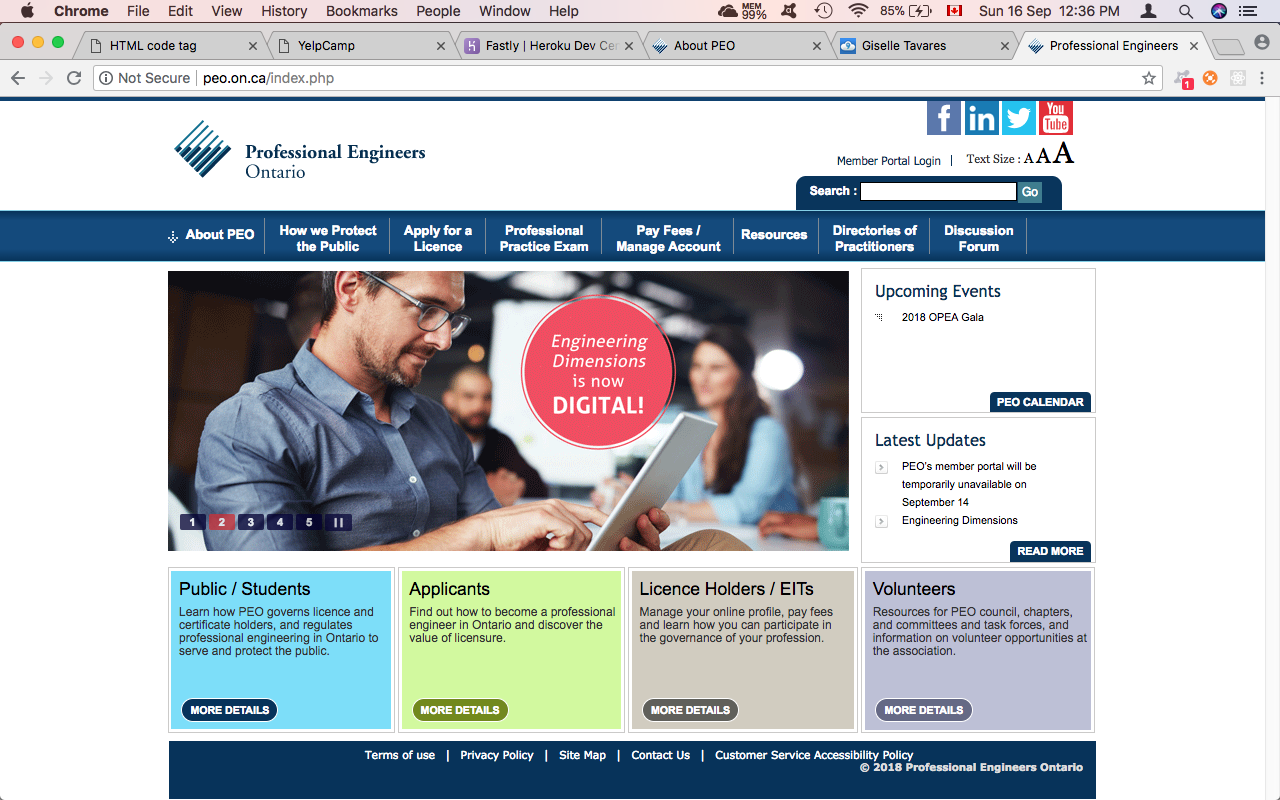 Chrome File Edit View History Bookmarks People Window Help MEM 99% 85% Sun 16 Sep 12:36 PM
HTML code tag YelpCamp Fastly | Heroku Dev Cen About PEO Giselle Tavares Professional Engineers
Not Secure peo.on.ca/index.php 1
f in You Tube
Professional Engineers
Ontario
Member Portal Login | Text Size : A A A
Search : Go
About PEO
How we Protect
the Public
Apply for a
Licence
Professional
Practice Exam
Pay Fees /
Manage Account
Resources
Directories of
Practitioners
Discussion
Forum
Engineering
Dimensions
is now
DIGITAL!
1 2 3 4 5
Upcoming Events
2018 OPEA Gala
PEO CALENDAR
Latest Updates
PEO's member portal will be
temporarily unavailable on
September 14
Engineering Dimensions
READ MORE
Public / Students
Learn how PEO governs licence and
certificate holders, and regulates
professional engineering in Ontario to
serve and protect the public.
MORE DETAILS
Applicants
Find out how to become a professional
engineer in Ontario and discover the
value of licensure.
MORE DETAILS
Licence Holders / EITs
Manage your online profile, pay fees
and learn how you can participate in
the governance of your profession.
MORE DETAILS
Volunteers
Resources for PEO council, chapters,
and committees and task forces, and
information on volunteer opportunities at
the association.
MORE DETAILS
Terms of use | Privacy Policy | Site Map | Contact Us | Customer Service Accessibility Policy
© 2018 Professional Engineers Ontario